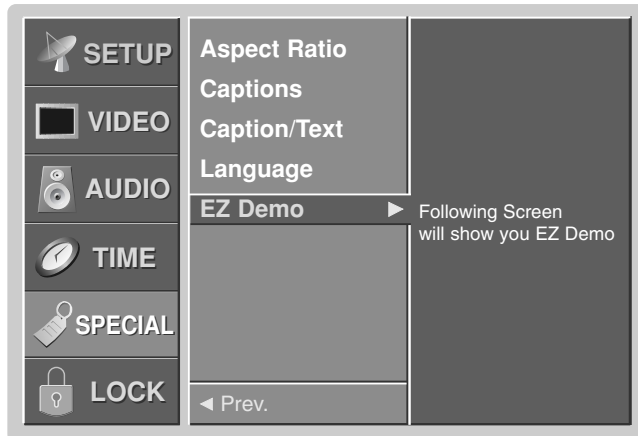 SETUP
VIDEO
AUDIO
TIME
SPECIAL
LOCK
Aspect Ratio
Captions
Caption/Text
Language
EZ Demo ►
◄ Prev.
Following Screen
will show you EZ Demo